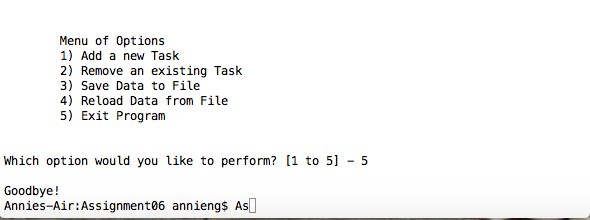 Menu of Options
1) Add a new Task
2) Remove an existing Task
3) Save Data to File
4) Reload Data from File
5) Exit Program
Which option would you like to perform? [1 to 5] - 5
Goodbye!
Annies-Air:Assignment06 annieng$ As